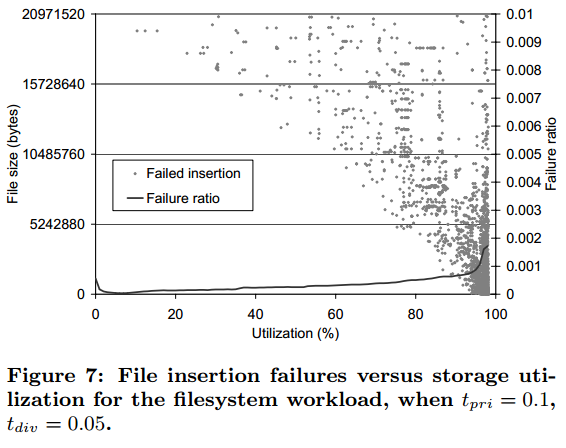 20971520
15728640
10485760
5242880
0
File size (bytes)
0.01
0.009
0.008
0.007
0.006
0.005
0.004
0.003
0.002
0.001
0
Failure ratio
Failed insertion
Failure ratio
0 20 40 60 80 100
Utilization (%)
Figure 7: File insertion failures versus storage uti-
lization for the filesystem workload, when t_pri = 0.1,
t_div = 0.05.